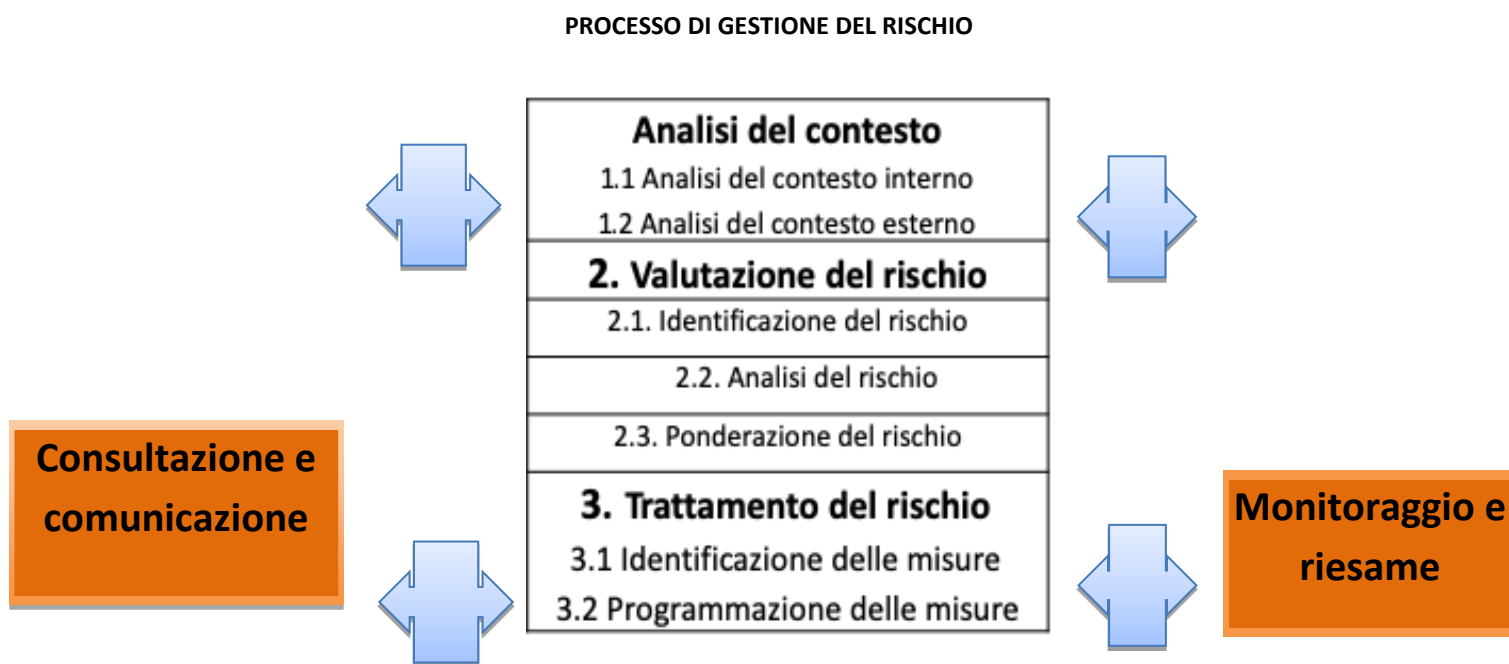 PROCESSO DI GESTIONE DEL RISCHIO
Analisi del contesto
1.1 Analisi del contesto interno
1.2 Analisi del contesto esterno
2. Valutazione del rischio
2.1. Identificazione del rischio
2.2. Analisi del rischio
2.3. Ponderazione del rischio
3. Trattamento del rischio
3.1 Identificazione delle misure
3.2 Programmazione delle misure
Consultazione e
comunicazione
Monitoraggio e
riesame